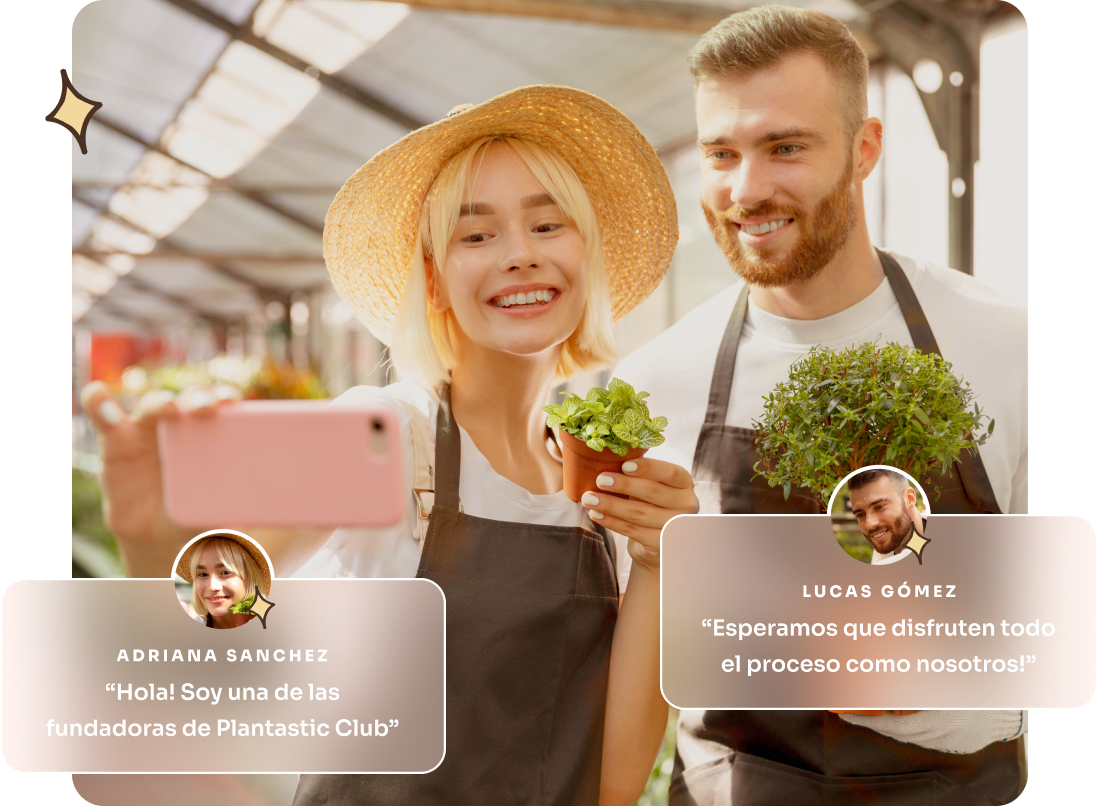 ADRIANA SANCHEZ
“Hola! Soy una de las
fundadoras de Plantastic Club”
LUCAS GÓMEZ
“Esperamos que disfruten todo
el proceso como nosotros!”